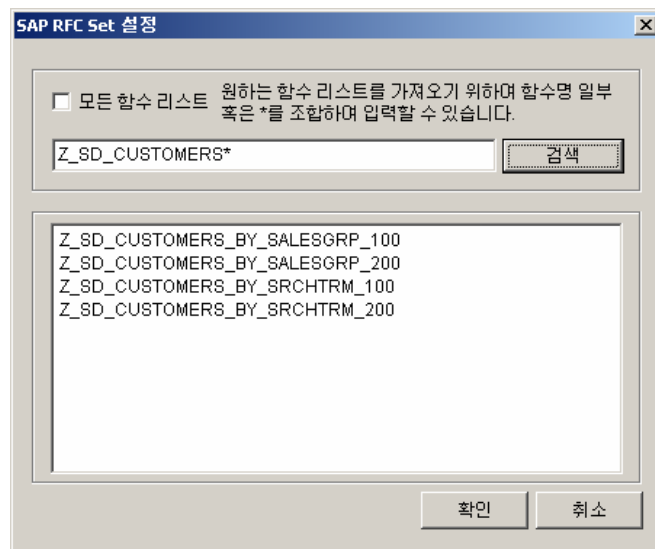 SAP RFC Set 설정
모든 함수 리스트
원하는 함수 리스트를 가져오기 위하여 함수명 일부
혹은 *를 조합하여 입력할 수 있습니다.
Z_SD_CUSTOMERS*
검색
Z_SD_CUSTOMERS_BY_SALESGRP_100
Z_SD_CUSTOMERS_BY_SALESGRP_200
Z_SD_CUSTOMERS_BY_SRCHTRM_100
Z_SD_CUSTOMERS_BY_SRCHTRM_200
확인
취소